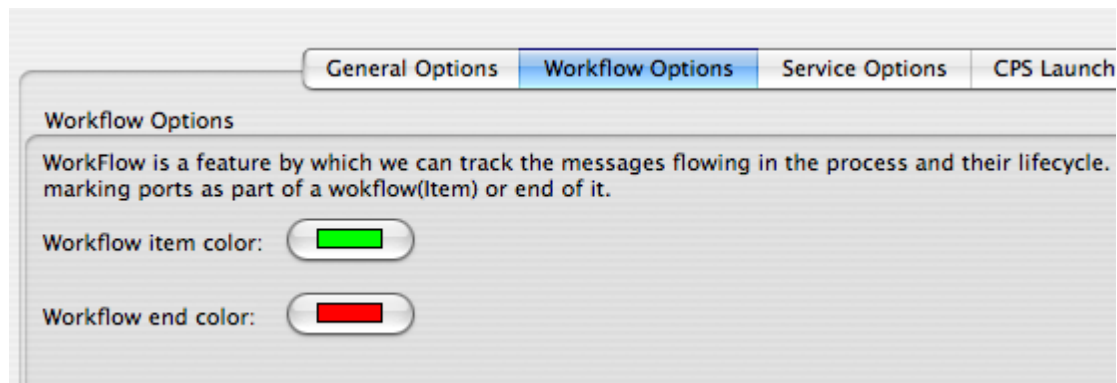 General Options Workflow Options Service Options CPS Launch
Workflow Options
WorkFlow is a feature by which we can track the messages flowing in the process and their lifecycle.
marking ports as part of a wokflow(Item) or end of it.
Workflow item color:
Workflow end color: